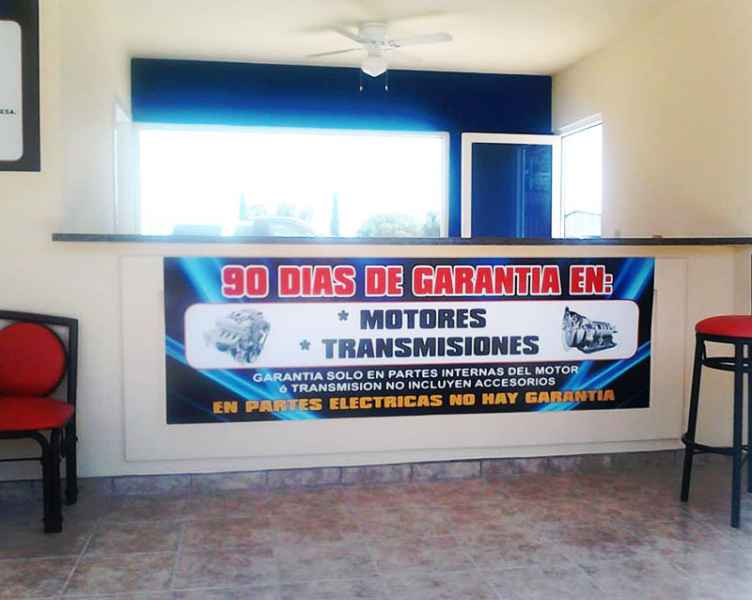 ESA.
90 DIAS DE GARANTIA EN:
* MOTORES
* TRANSMISIONES
GARANTIA SOLO EN PARTES INTERNAS DEL MOTOR
ó TRANSMISION NO INCLUYEN ACCESORIOS
EN PARTES ELECTRICAS NO HAY GARANTIA